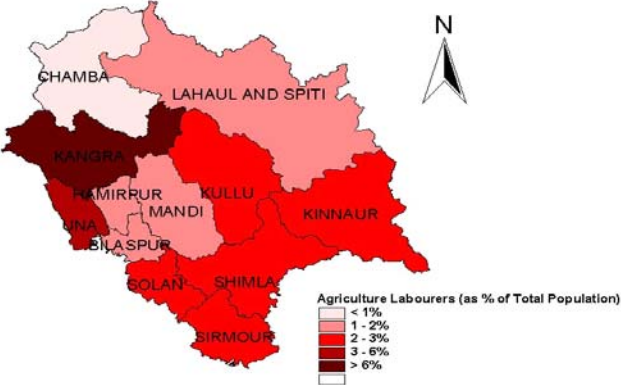 N
CHAMBA
LAHAUL AND SPITI
KANGRA
HAMIRPUR
KULLU
MANDI
KINNAUR
UNA
BILASPUR
SOLAN
SHIMLA
SIRMOUR
Agriculture Labourers (as % of Total Population)
< 1%
1 - 2%
2 - 3%
3 - 6%
> 6%